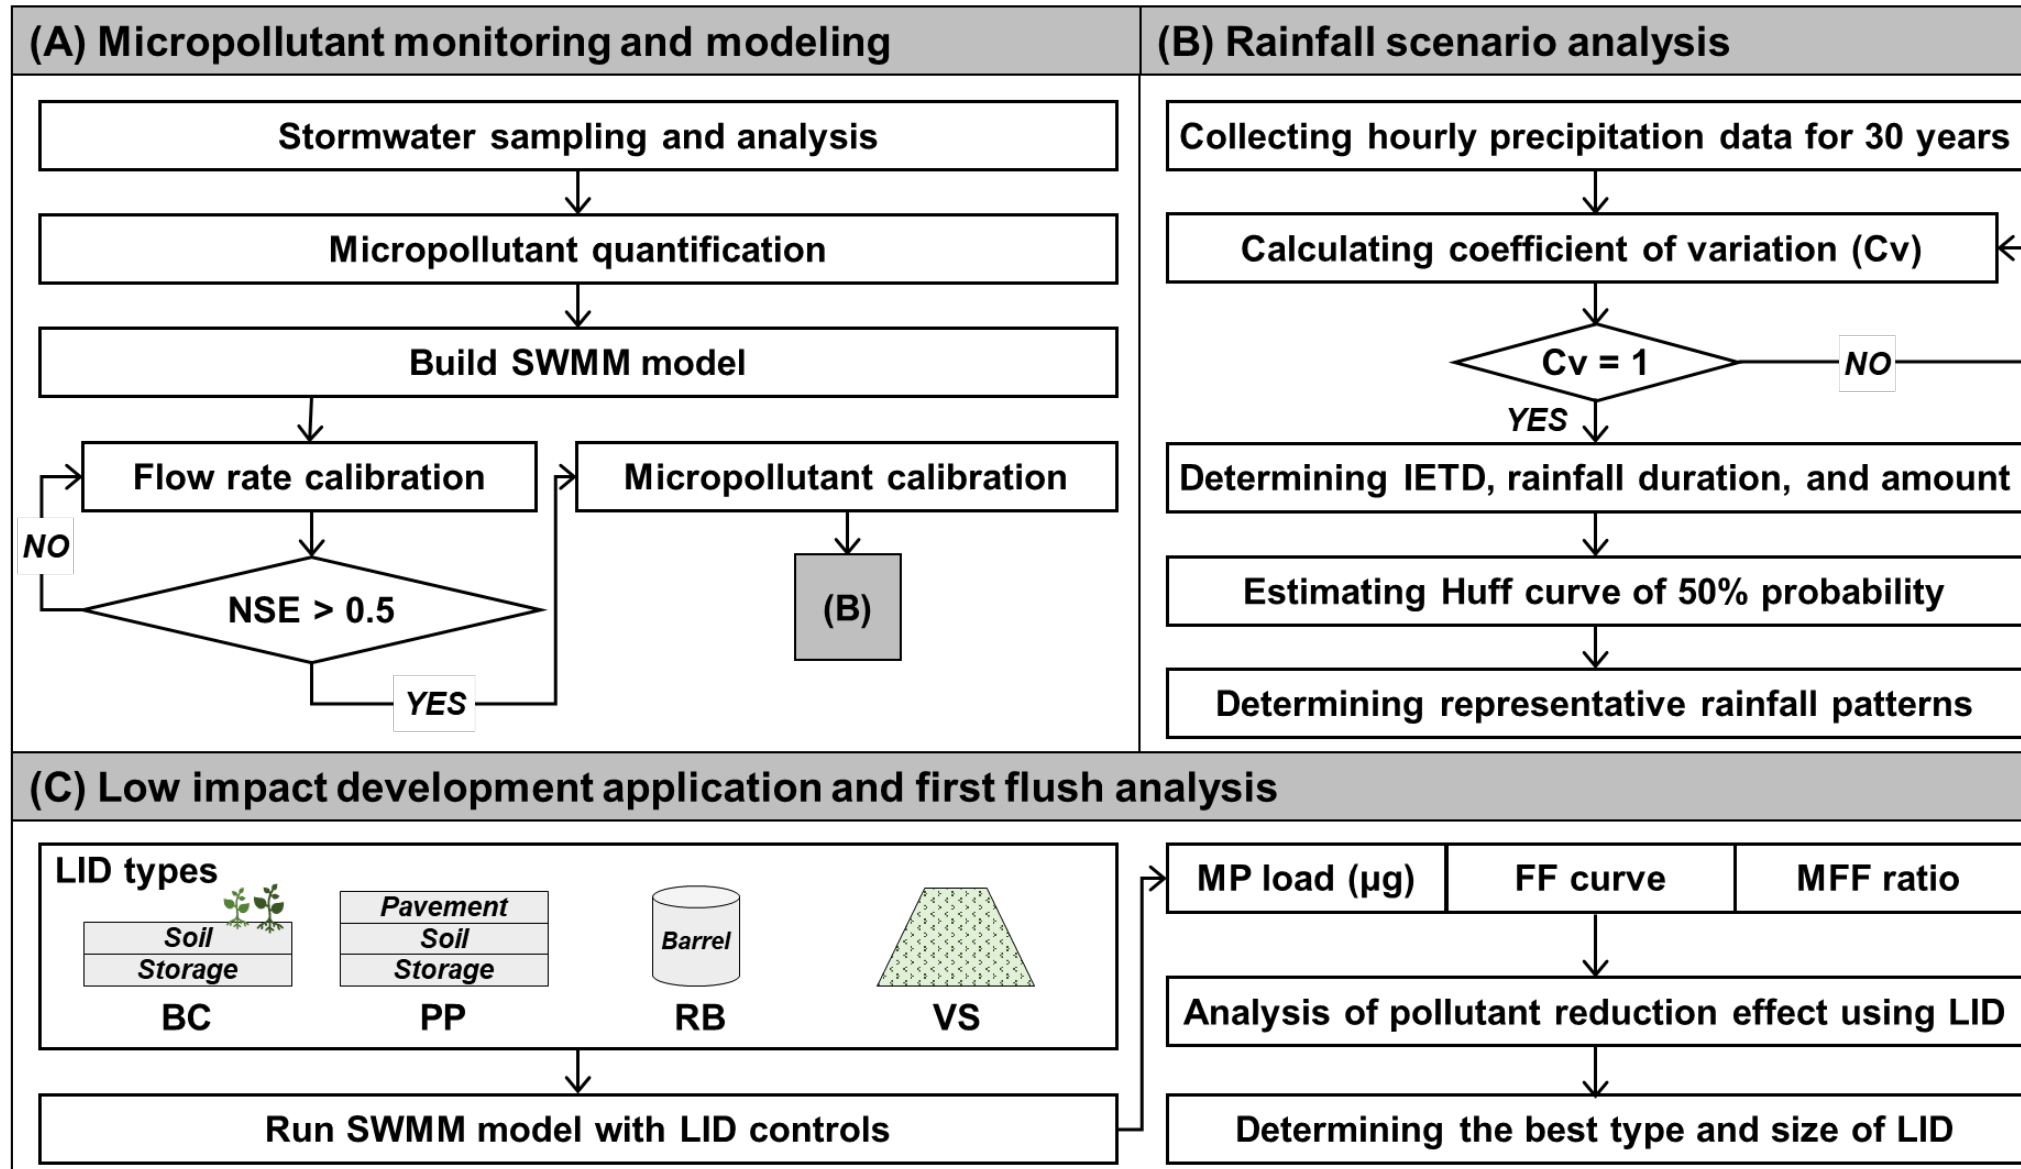 (A) Micropollutant monitoring and modeling
Stormwater sampling and analysis
Micropollutant quantification
Build SWMM model
Flow rate calibration
Micropollutant calibration
NO
NSE > 0.5
YES
(B)
(B) Rainfall scenario analysis
Collecting hourly precipitation data for 30 years
Calculating coefficient of variation (Cv)
Cv = 1
NO
YES
Determining IETD, rainfall duration, and amount
Estimating Huff curve of 50% probability
Determining representative rainfall patterns
(C) Low impact development application and first flush analysis
LID types
Soil
Storage
BC
Pavement
Soil
Storage
PP
Barrel
RB
VS
Run SWMM model with LID controls
MP load (µg)
FF curve
MFF ratio
Analysis of pollutant reduction effect using LID
Determining the best type and size of LID